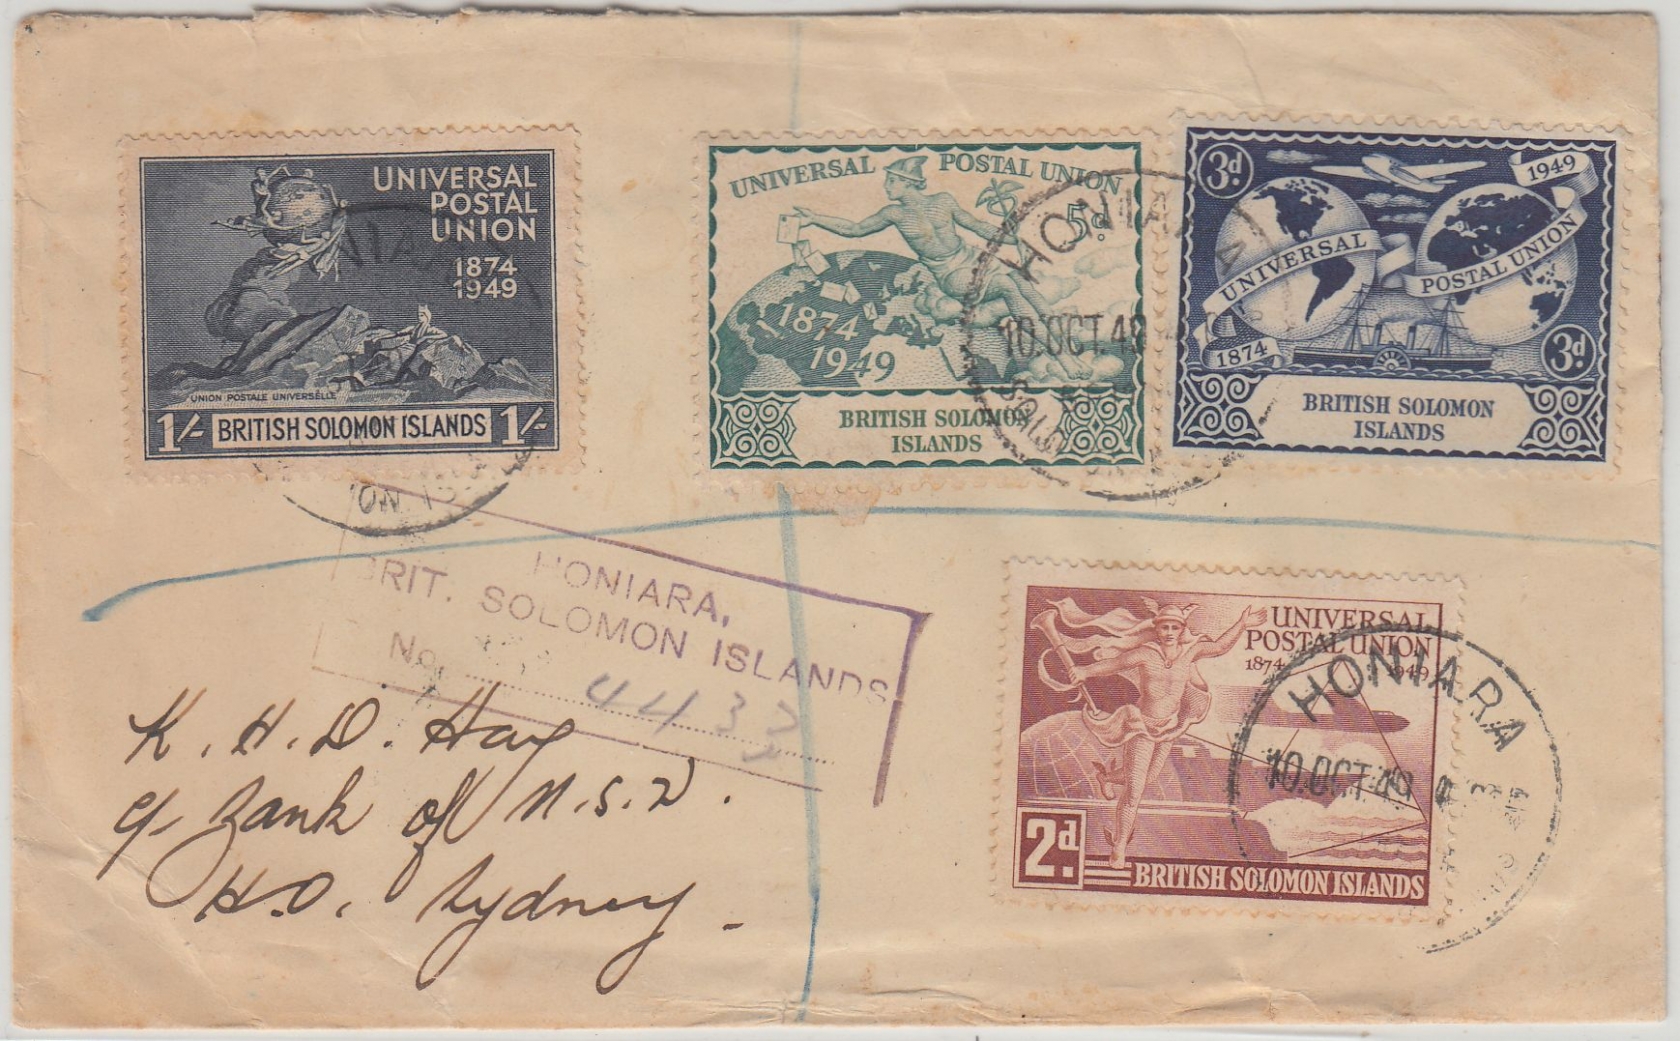 UNIVERSAL
POSTAL
UNION
1874
1949
UNION POSTALE UNIVERSELLE
1/- BRITISH SOLOMON ISLANDS 1/-
UNIVERSAL POSTAL UNION
5d.
1874
1949
BRITISH SOLOMON
ISLANDS
HONIARA
10.OCT.49
3d.
1949
UNIVERSAL POSTAL UNION
1874
3d.
BRITISH SOLOMON
ISLANDS
HONIARA,
BRIT. SOLOMON ISLANDS
No. 4433
UNIVERSAL
POSTAL UNION
1874 1949
2d.
BRITISH SOLOMON ISLANDS
HONIARA
10.OCT.49
K. H. D. Hay
c/- Bank of N.S.W.
H.O. Sydney.